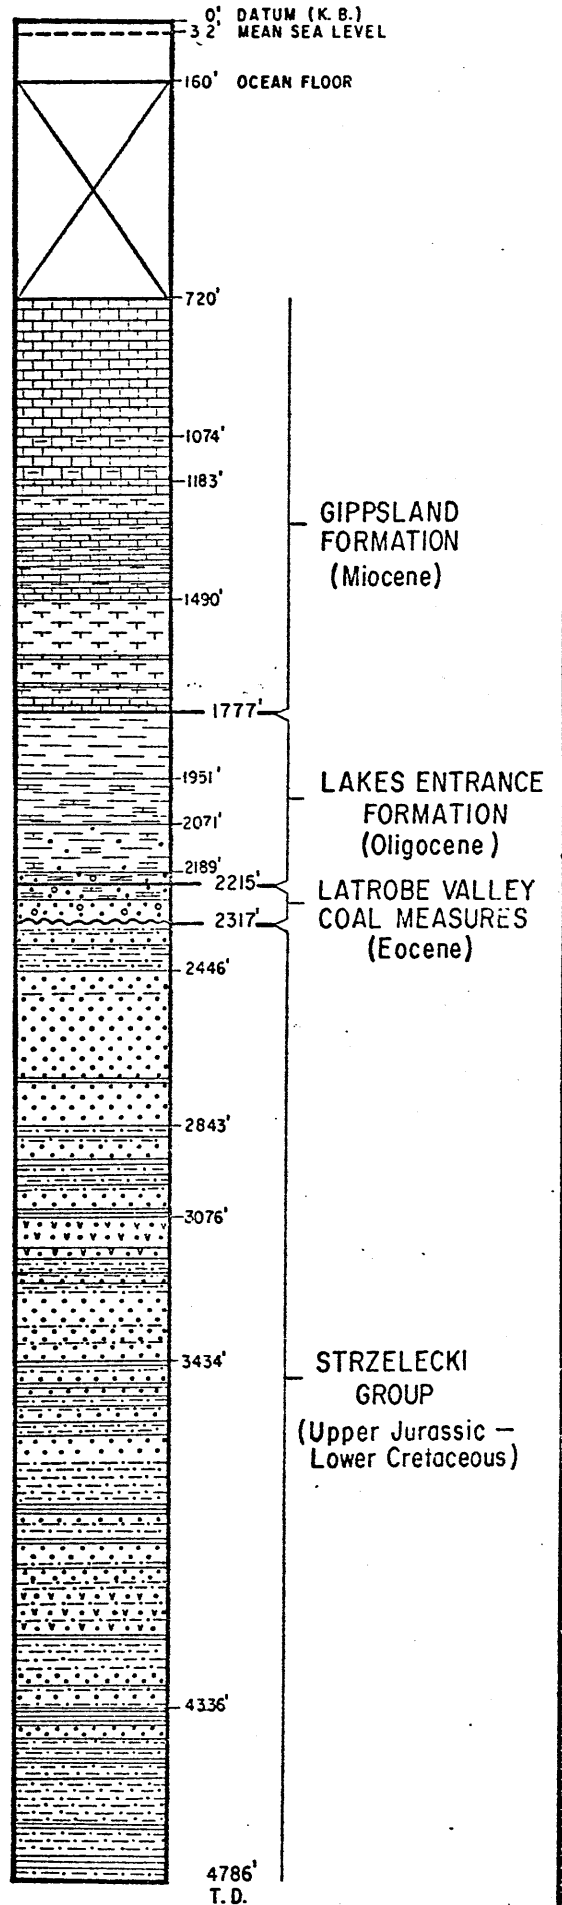 0' DATUM (K.B.)
32' MEAN SEA LEVEL
160' OCEAN FLOOR
720'
1074'
1183'
GIPPSLAND
FORMATION
(Miocene)
1490'
1777'
1951'
LAKES ENTRANCE
FORMATION
(Oligocene)
2071'
2189'
2215'
LATROBE VALLEY
COAL MEASURES
(Eocene)
2317'
2446'
2843'
3076'
3434'
STRZELECKI
GROUP
(Upper Jurassic –
Lower Cretaceous)
4336'
4786'
T.D.